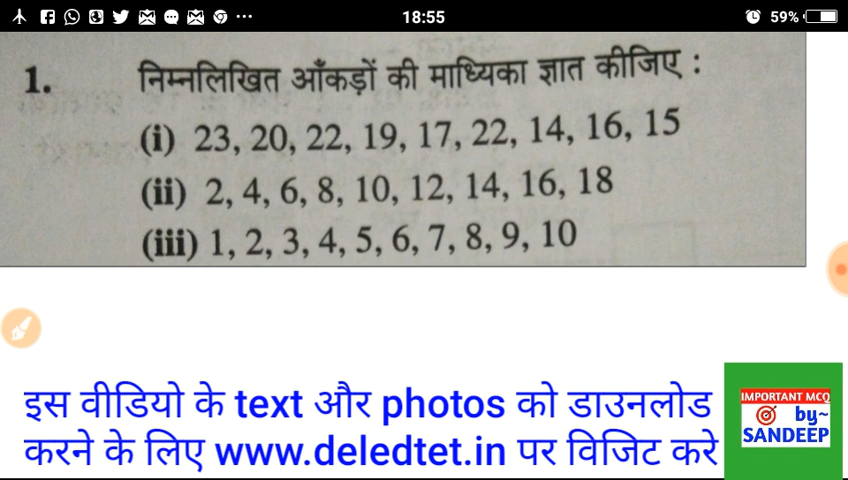 18:55
59%
1. निम्नलिखित आँकड़ों की माध्यिका ज्ञात कीजिए :
(i) 23, 20, 22, 19, 17, 22, 14, 16, 15
(ii) 2, 4, 6, 8, 10, 12, 14, 16, 18
(iii) 1, 2, 3, 4, 5, 6, 7, 8, 9, 10
इस वीडियो के text और photos को डाउनलोड
करने के लिए www.deledtet.in पर विजिट करे
IMPORTANT MCQ
by~
SANDEEP